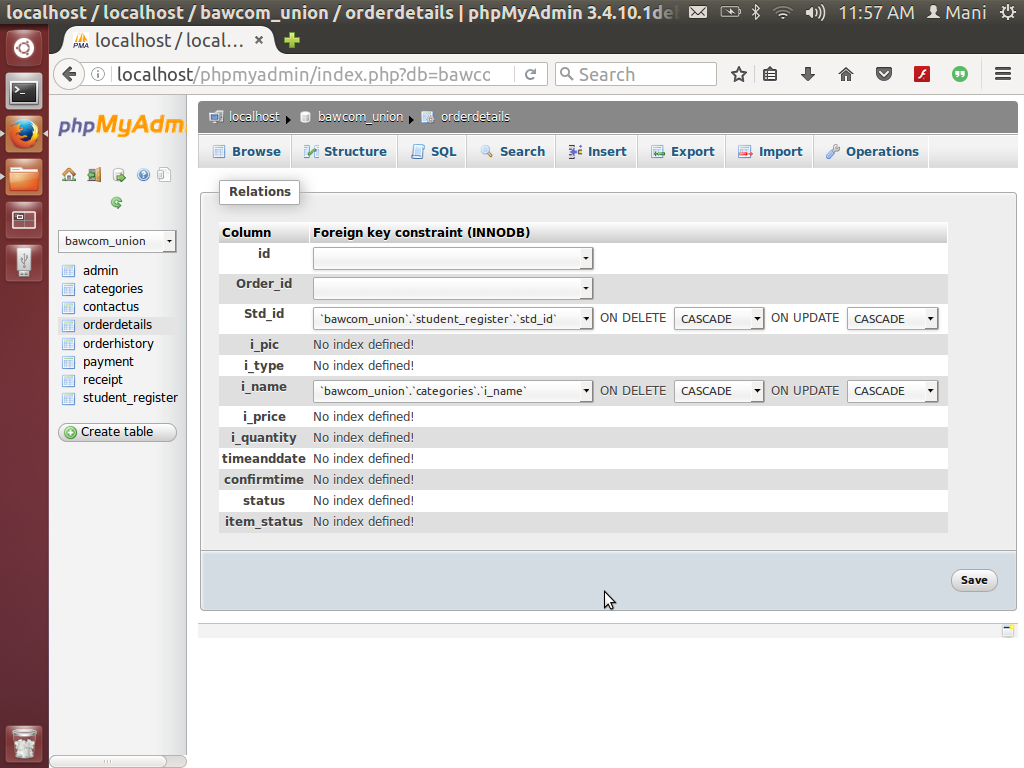 localhost / localhost / bawcom_union / orderdetails | phpMyAdmin 3.4.10.1de
11:57 AM Mani
PMA localhost / local... ×
localhost/phpmyadmin/index.php?db=bawco
Search
phpMyAdm
localhost ▸ bawcom_union ▸ orderdetails
Browse Structure SQL Search Insert Export Import Operations
bawcom_union
admin
categories
contactus
orderdetails
orderhistory
payment
receipt
student_register
Create table
Relations
Column Foreign key constraint (INNODB)
id
Order_id
Std_id `bawcom_union`.`student_register`.`std_id` ON DELETE CASCADE ON UPDATE CASCADE
i_pic No index defined!
i_type No index defined!
i_name `bawcom_union`.`categories`.`i_name` ON DELETE CASCADE ON UPDATE CASCADE
i_price No index defined!
i_quantity No index defined!
timeanddate No index defined!
confirmtime No index defined!
status No index defined!
item_status No index defined!
Save